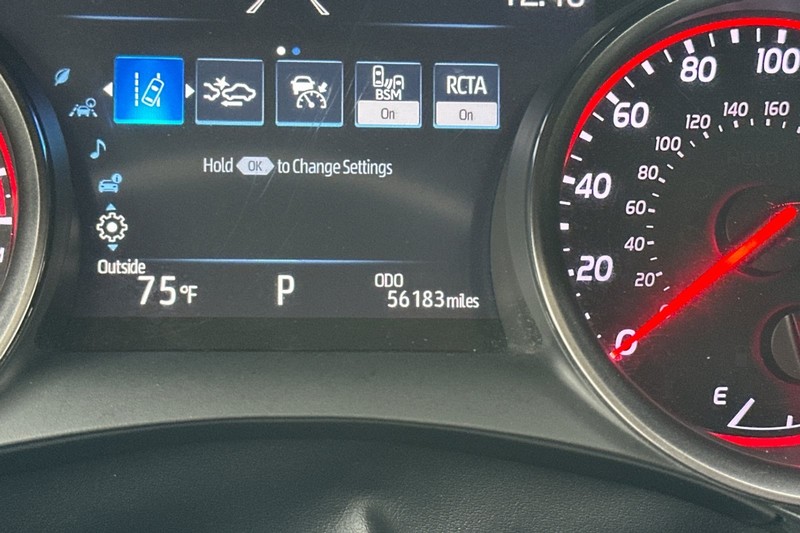 BSM
On
RCTA
On
Hold OK to Change Settings
Outside
75°F
P
ODO
56183 miles
0
20
40
60
80
100
20
40
60
80
100
120
140
160
E